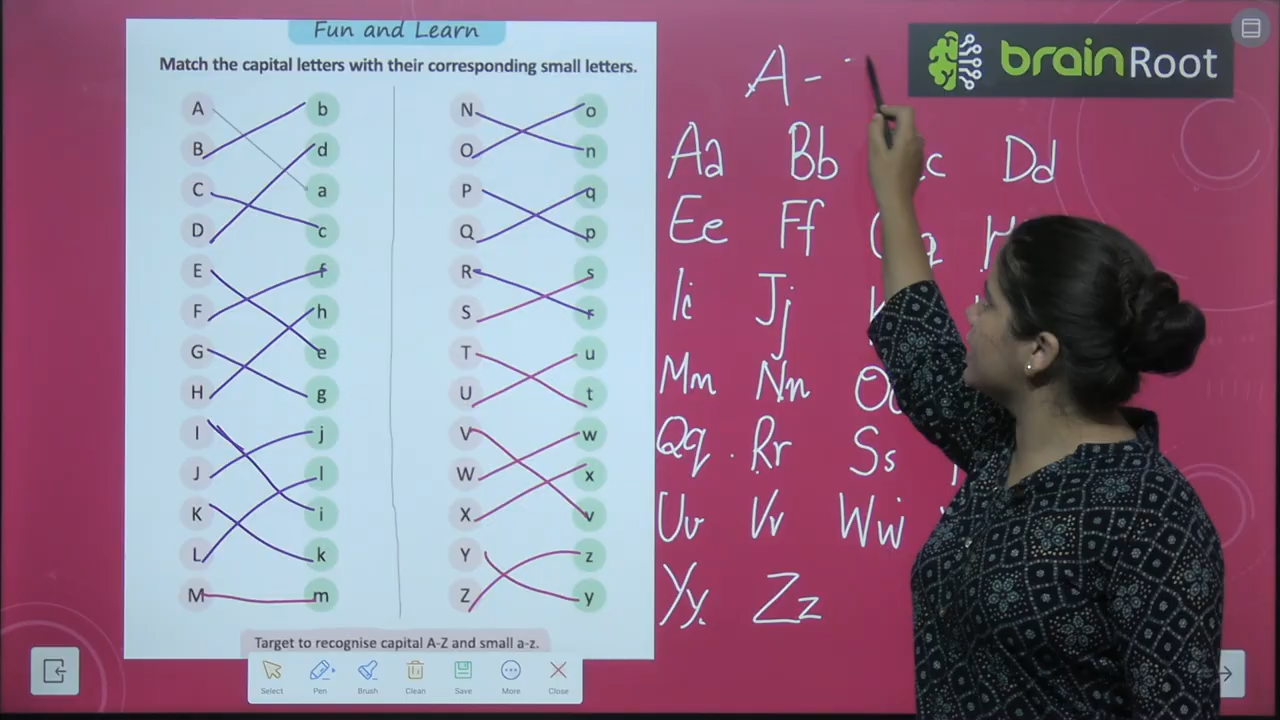 Fun and Learn
Match the capital letters with their corresponding small letters.
A b N o
B d O n
C a P q
D c Q p
E f R s
F h S r
G e T u
H g U t
I j V w
J l W x
K i X v
L k Y z
M m Z y
Target to recognise capital A-Z and small a-z.
Select Pen Brush Clean Save More Close
brainRoot
A -
Aa Bb c Dd
Ee Ff
Ii Jj
Mm Nn
Qq Rr Ss
Uu Vv Ww
Yy Zz